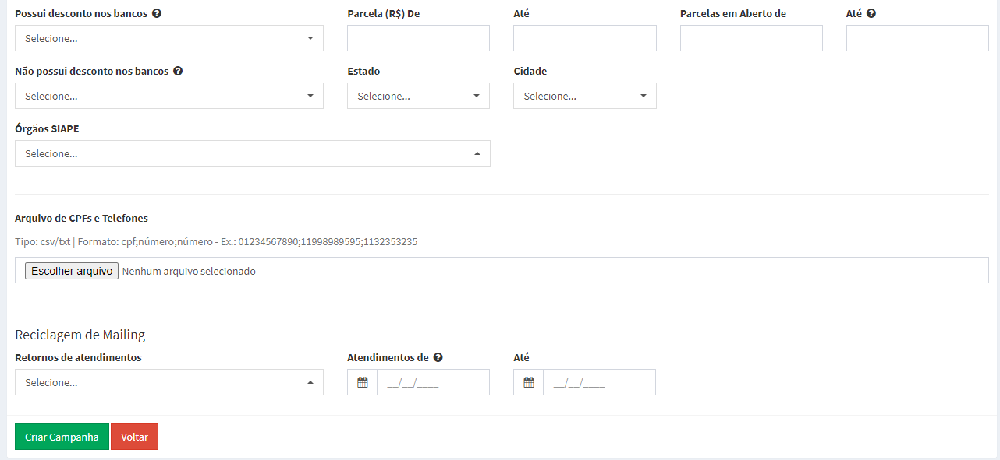 Possui desconto nos bancos Parcela (R$) De Até Parcelas em Aberto de Até
Selecione...
Não possui desconto nos bancos Estado Cidade
Selecione... Selecione... Selecione...
Órgãos SIAPE
Selecione...
Arquivo de CPFs e Telefones
Tipo: csv/txt | Formato: cpf;número;número - Ex.: 01234567890;11998989595;1132353235
Escolher arquivo Nenhum arquivo selecionado
Reciclagem de Mailing
Retornos de atendimentos Atendimentos de Até
Selecione... __/__/____ __/__/____
Criar Campanha Voltar